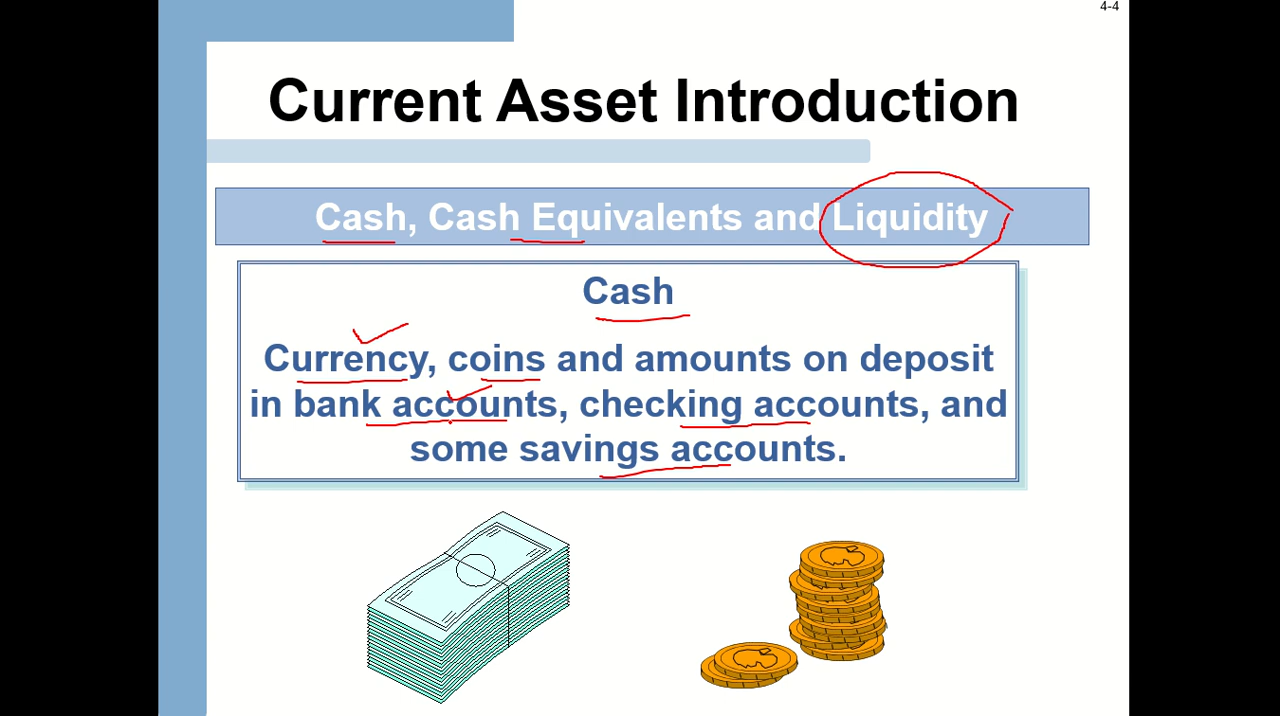 4-4
Current Asset Introduction
Cash, Cash Equivalents and Liquidity
Cash
Currency, coins and amounts on deposit
in bank accounts, checking accounts, and
some savings accounts.